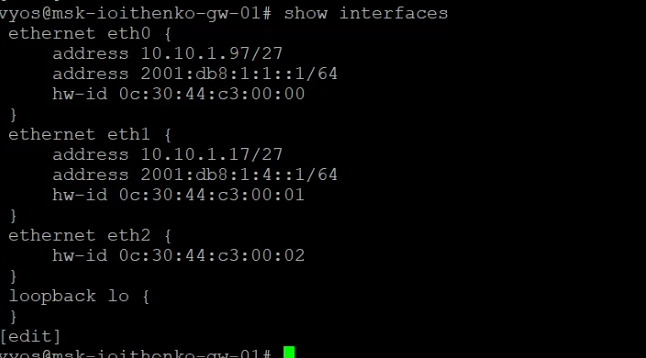 vyos@msk-ioithenko-gw-01# show interfaces
 ethernet eth0 {
     address 10.10.1.97/27
     address 2001:db8:1:1::1/64
     hw-id 0c:30:44:c3:00:00
 }
 ethernet eth1 {
     address 10.10.1.17/27
     address 2001:db8:1:4::1/64
     hw-id 0c:30:44:c3:00:01
 }
 ethernet eth2 {
     hw-id 0c:30:44:c3:00:02
 }
 loopback lo {
 }
[edit]
vyos@msk-ioithenko-gw-01#